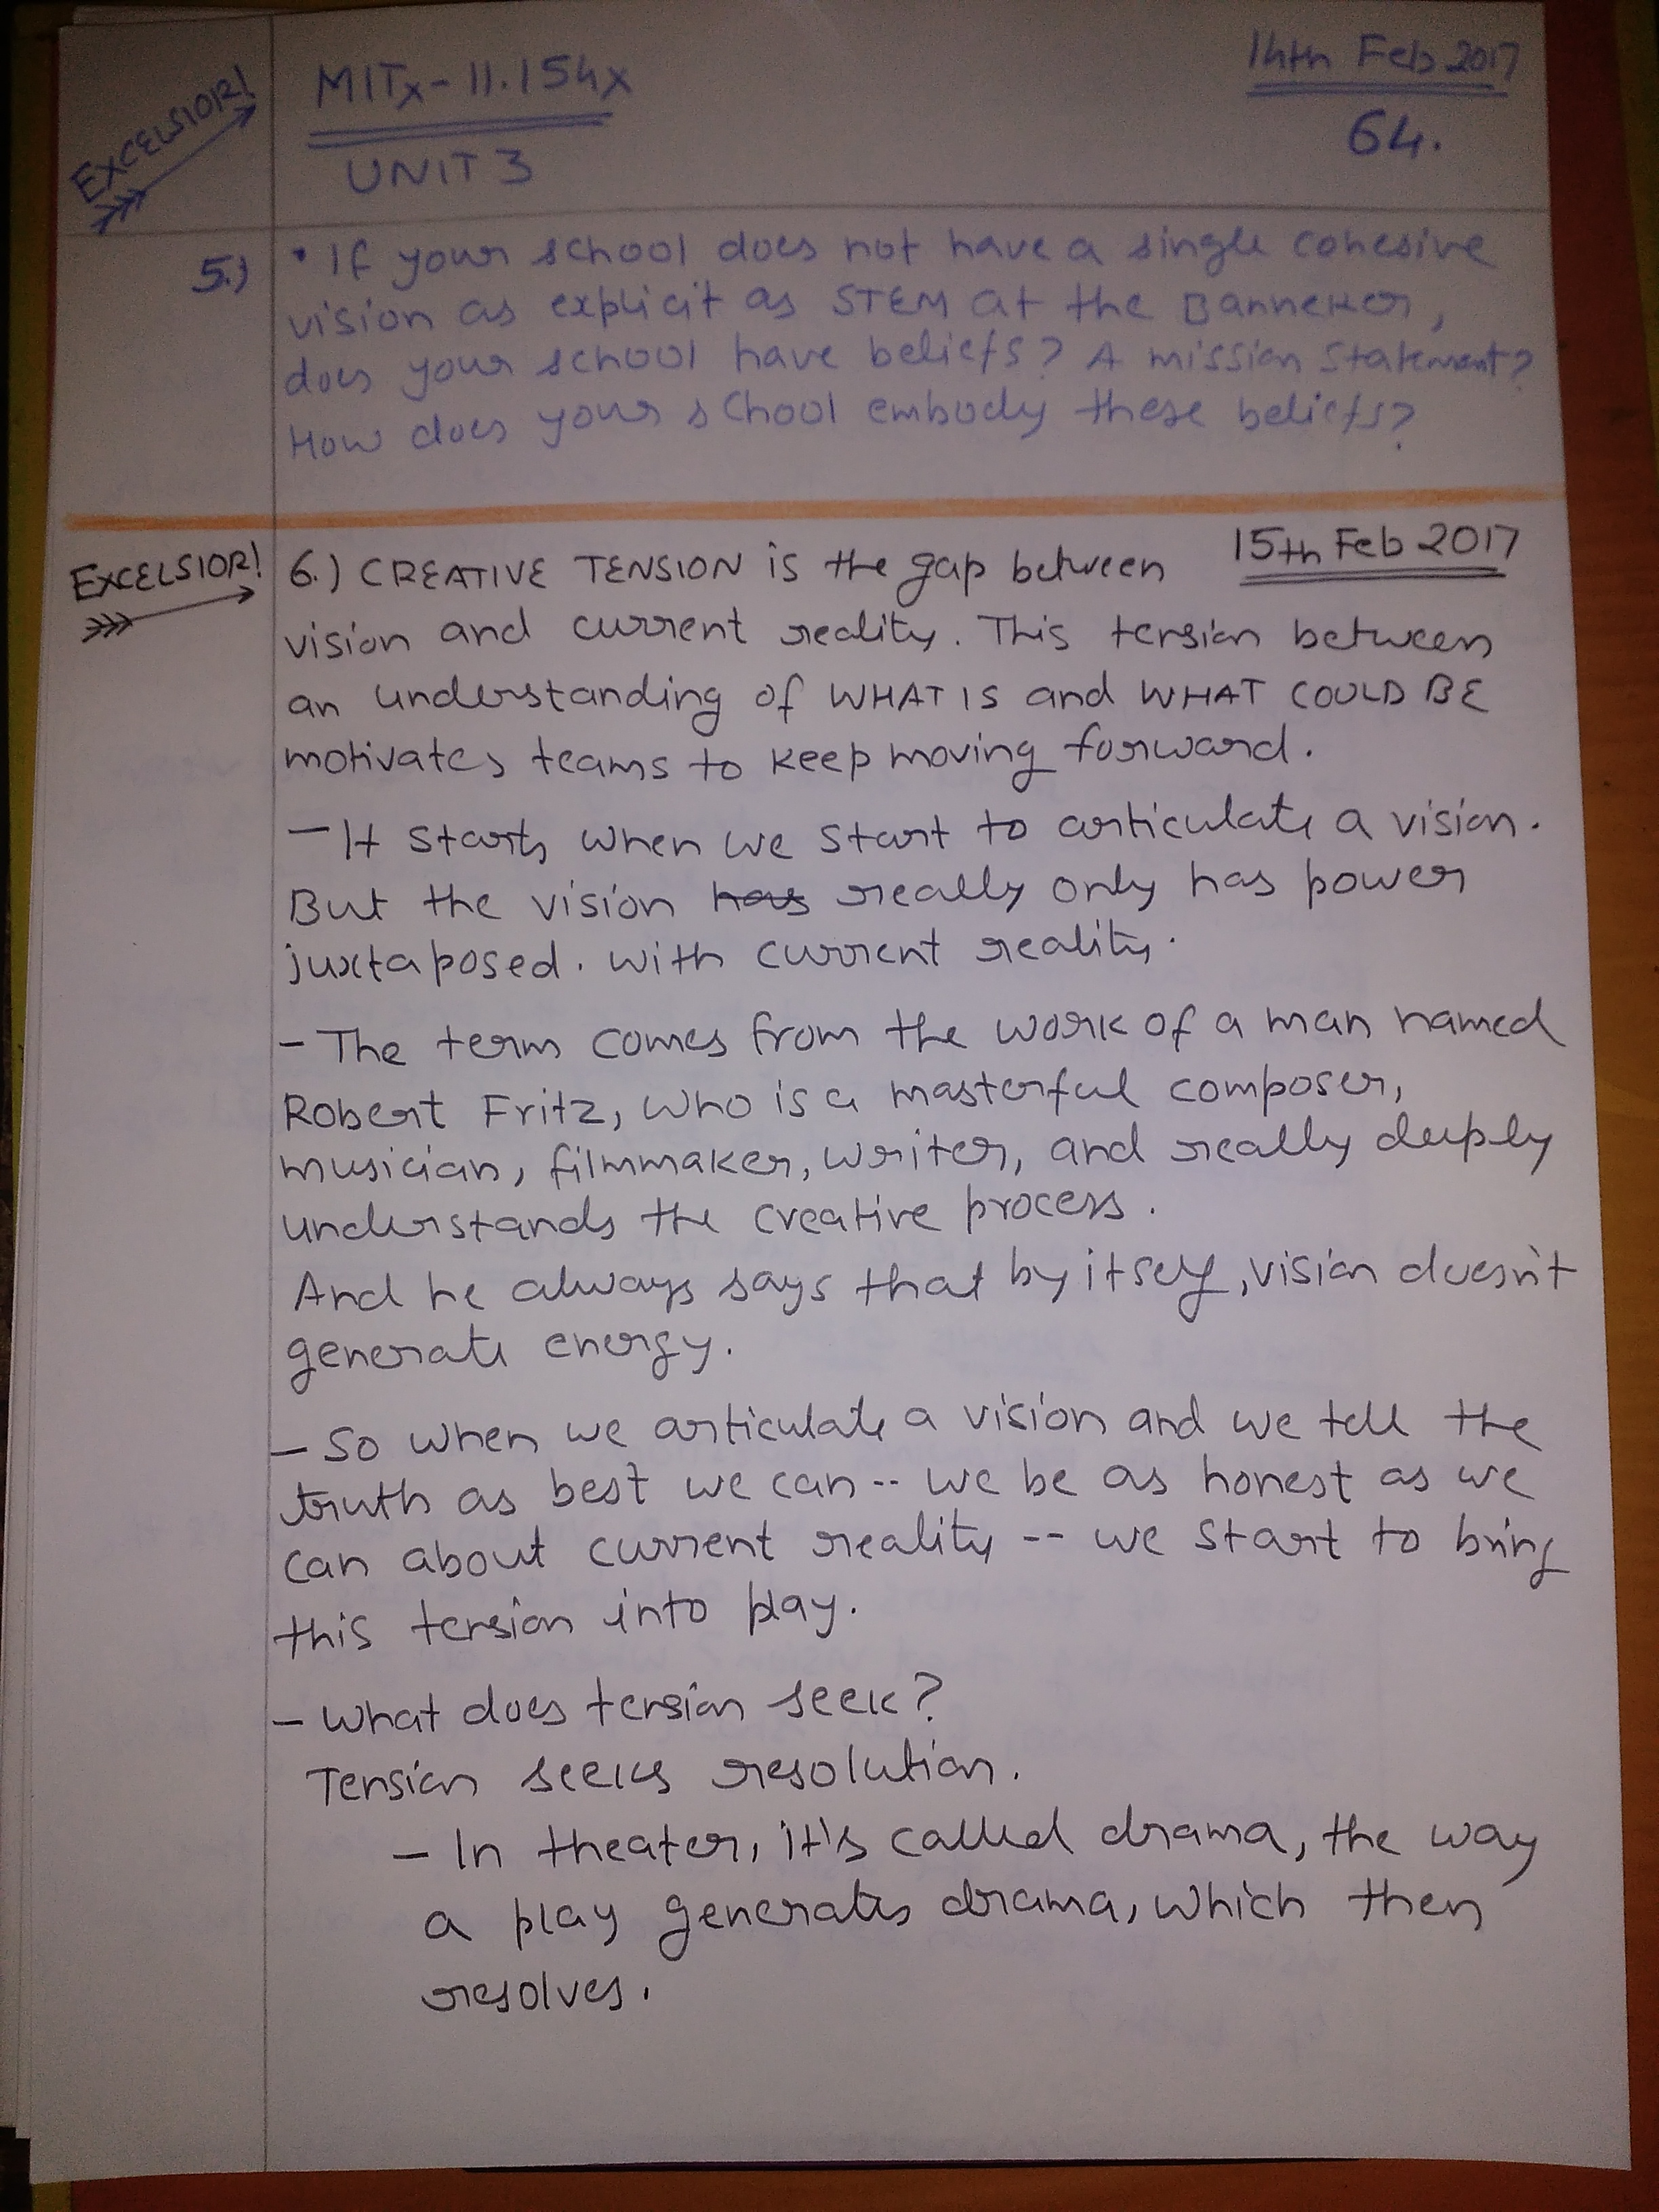 EXCELSIOR!
MITx-11.154x
UNIT 3
14th Feb 2017
64.
5.) • If your school does not have a single cohesive
vision as explicit as STEM at the Banneker,
does your school have beliefs? A mission statement?
How does your school embody these beliefs?
EXCELSIOR!
15th Feb 2017
6.) CREATIVE TENSION is the gap between
vision and current reality. This tension between
an understanding of WHAT IS and WHAT COULD BE
motivates teams to keep moving forward.
- It starts when we start to articulate a vision.
But the vision has really only has power
juxtaposed. with current reality.
- The term comes from the work of a man named
Robert Fritz, who is a masterful composer,
musician, filmmaker, writer, and really deeply
understands the creative process.
And he always says that by itself, vision doesn't
generate energy.
- So when we articulate a vision and we tell the
truth as best we can -- we be as honest as we
can about current reality -- we start to bring
this tension into play.
- What does tension seek?
Tension seeks resolution.
- In theater, it's called drama, the way
a play generates drama, which then
resolves.